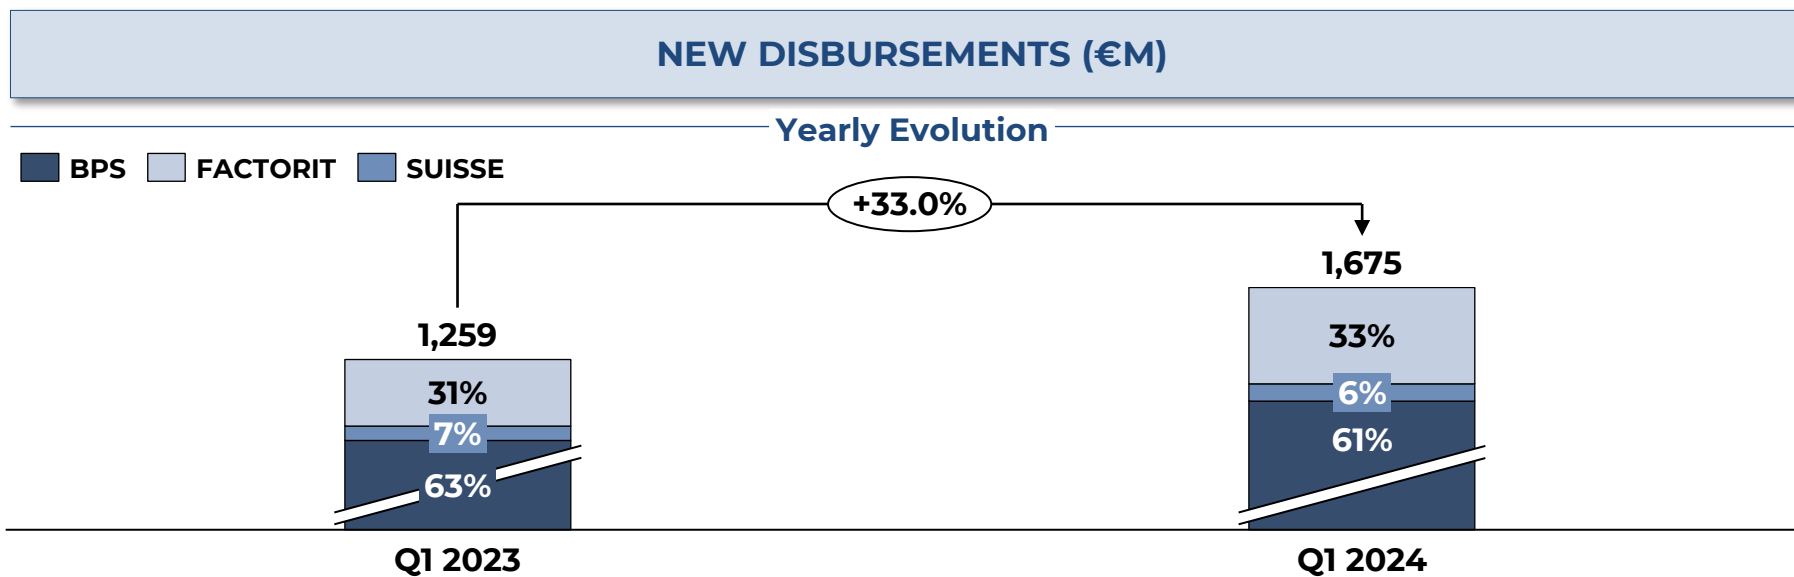 NEW DISBURSEMENTS (€M)
Yearly Evolution
BPS FACTORIT SUISSE
+33.0%
1,675
1,259
33%
31%
6%
7%
61%
63%
Q1 2023 Q1 2024